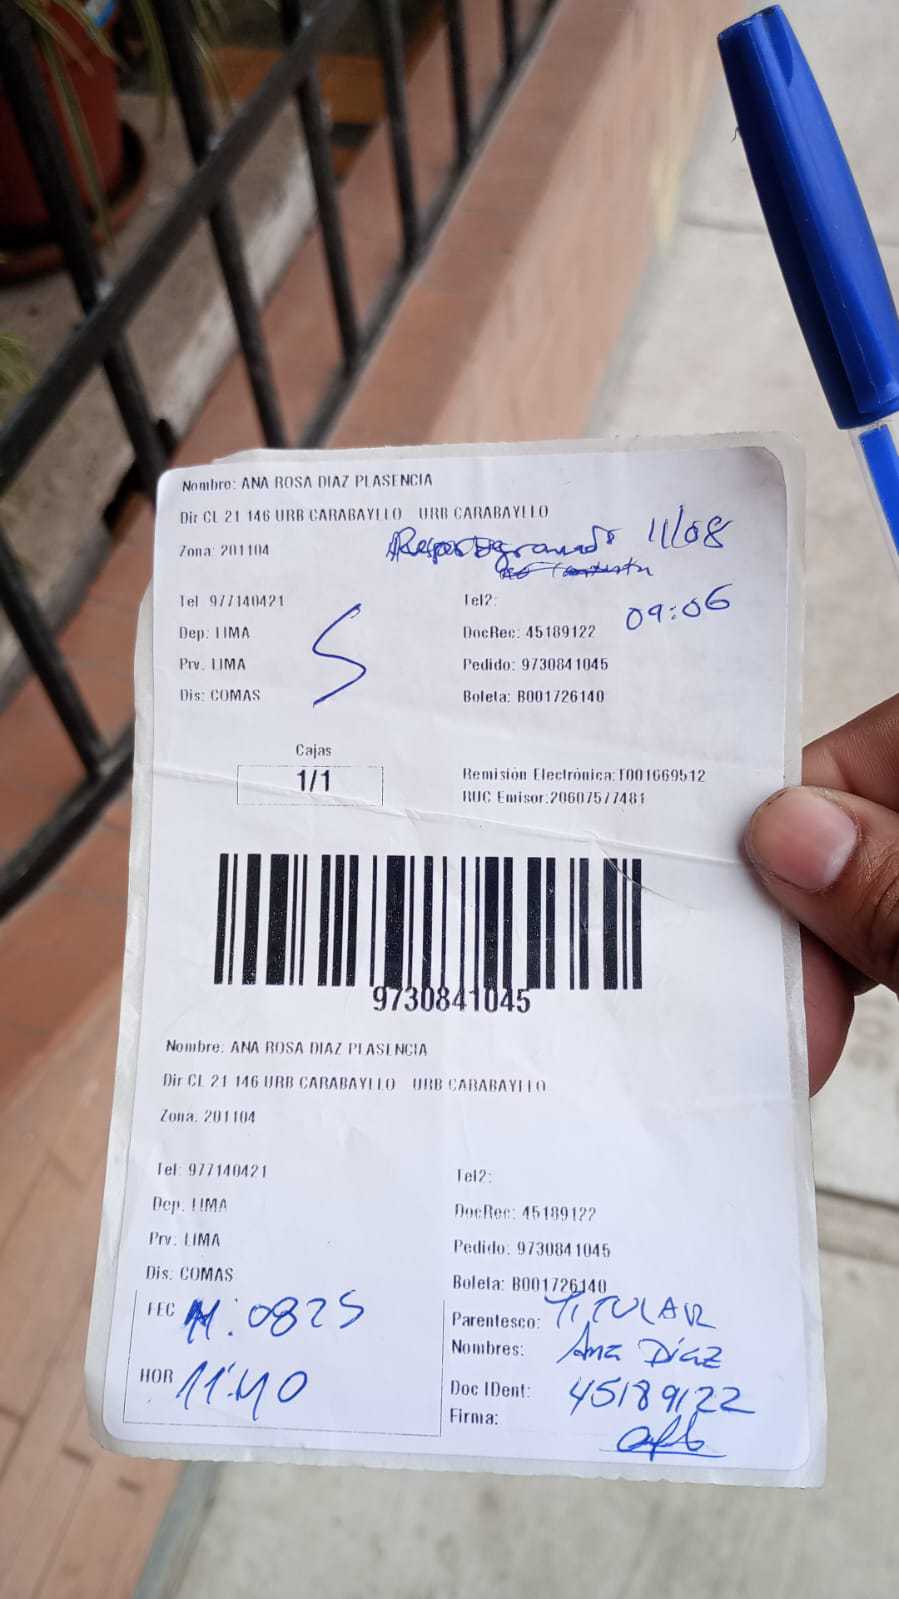 Nombre: ANA ROSA DIAZ PLASENCIA
Dir CL 21 146 URB CARABAYLLO URB CARABAYLLO
11/08
Zona: 201104
09:06
Tel 977140421 Tel2:
Dep: LIMA DocRec: 45189122
S
Prv. LIMA Pedido: 9730841045
Dis: COMAS Boleta: B001726140
Cajas
1/1
Remisión Electrónica:T001669512
RUC Emisor:20607577481
9730841045
Nombre: ANA ROSA DIAZ PLASENCIA
Dir CL 21 146 URB CARABAYLLO URB CARABAYLLO
Zona. 201104
Tel: 977140421 Tel2:
Dep. LIMA DocRec: 45189122
Prv. LIMA Pedido: 9730841045
Dis: COMAS Boleta: B001726140
FEC 11.0825 Parentesco: TITULAR
Nombres: Ana Díaz
HOR 11:40 Doc IDent: 45189122
Firma: